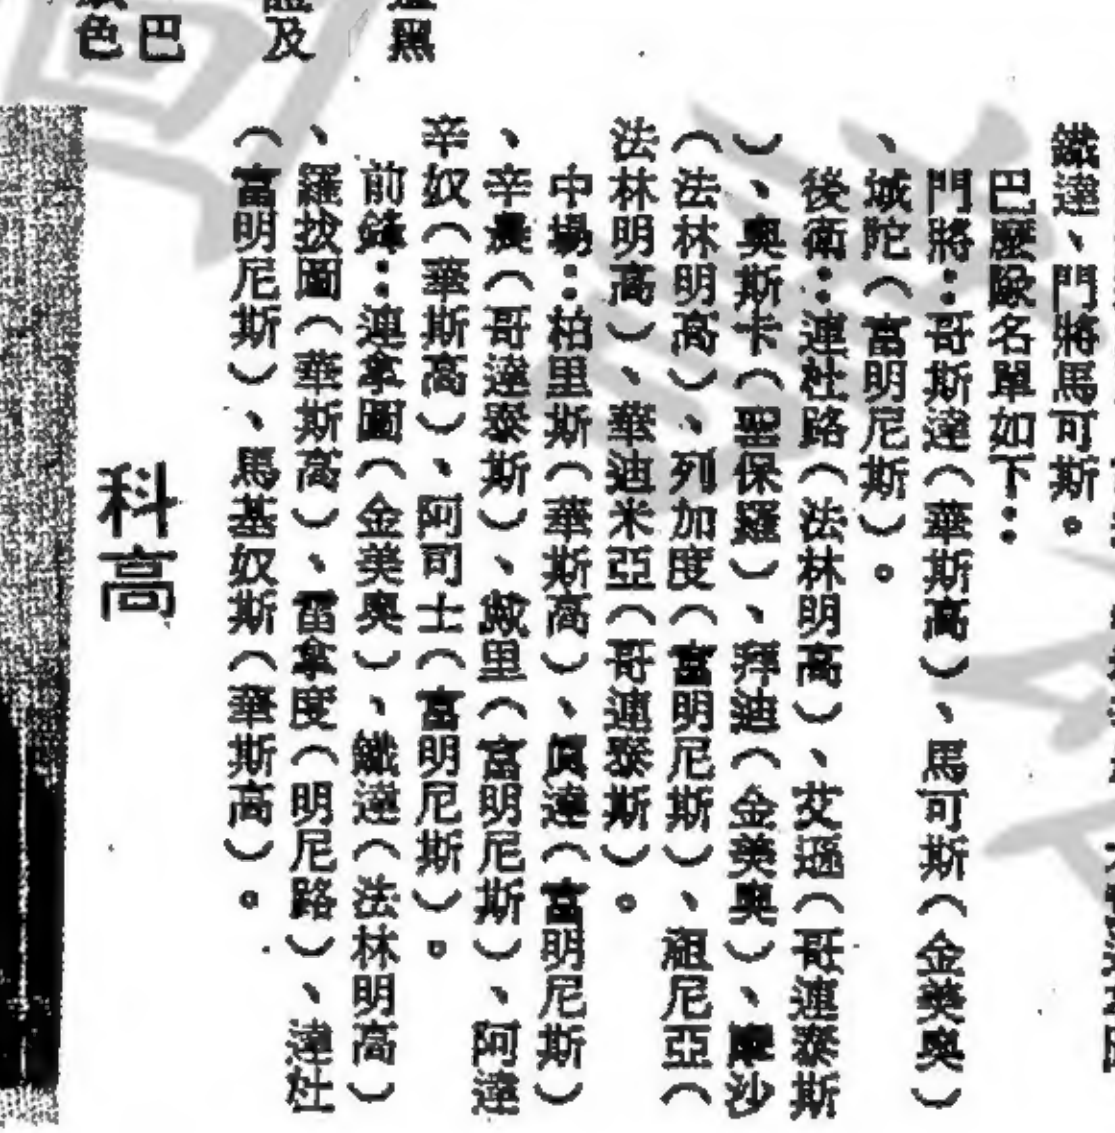 鐵達、門將馬可斯。
巴歷險名單如下：
門將：哥斯達（華斯高）、馬可斯（金美奧）
、城陀（富明尼斯）。
後衛：連杜路（法林明高）、艾遜（哥連泰斯
）、奧斯卡（聖保羅）、拜迪（金美奧）、摩沙
（法林明高）、列加度（富明尼斯）、祖尼亞（
法林明高）、華迪米亞（哥連泰斯）。
中場：柏里斯（華斯高）、眞達（富明尼斯）
、辛農（哥達泰斯）、里（富明尼斯）、阿達
辛奴（華斯高）、阿司士（富明尼斯）。
前鋒：連拿圖（金美奧）、鐵達（法林明高）
、羅抄圖（華斯高）、雷拿度（明尼路）、達杜
（富明尼斯）、馬基奴斯（華斯高）。
黑
及
巴
色
科高